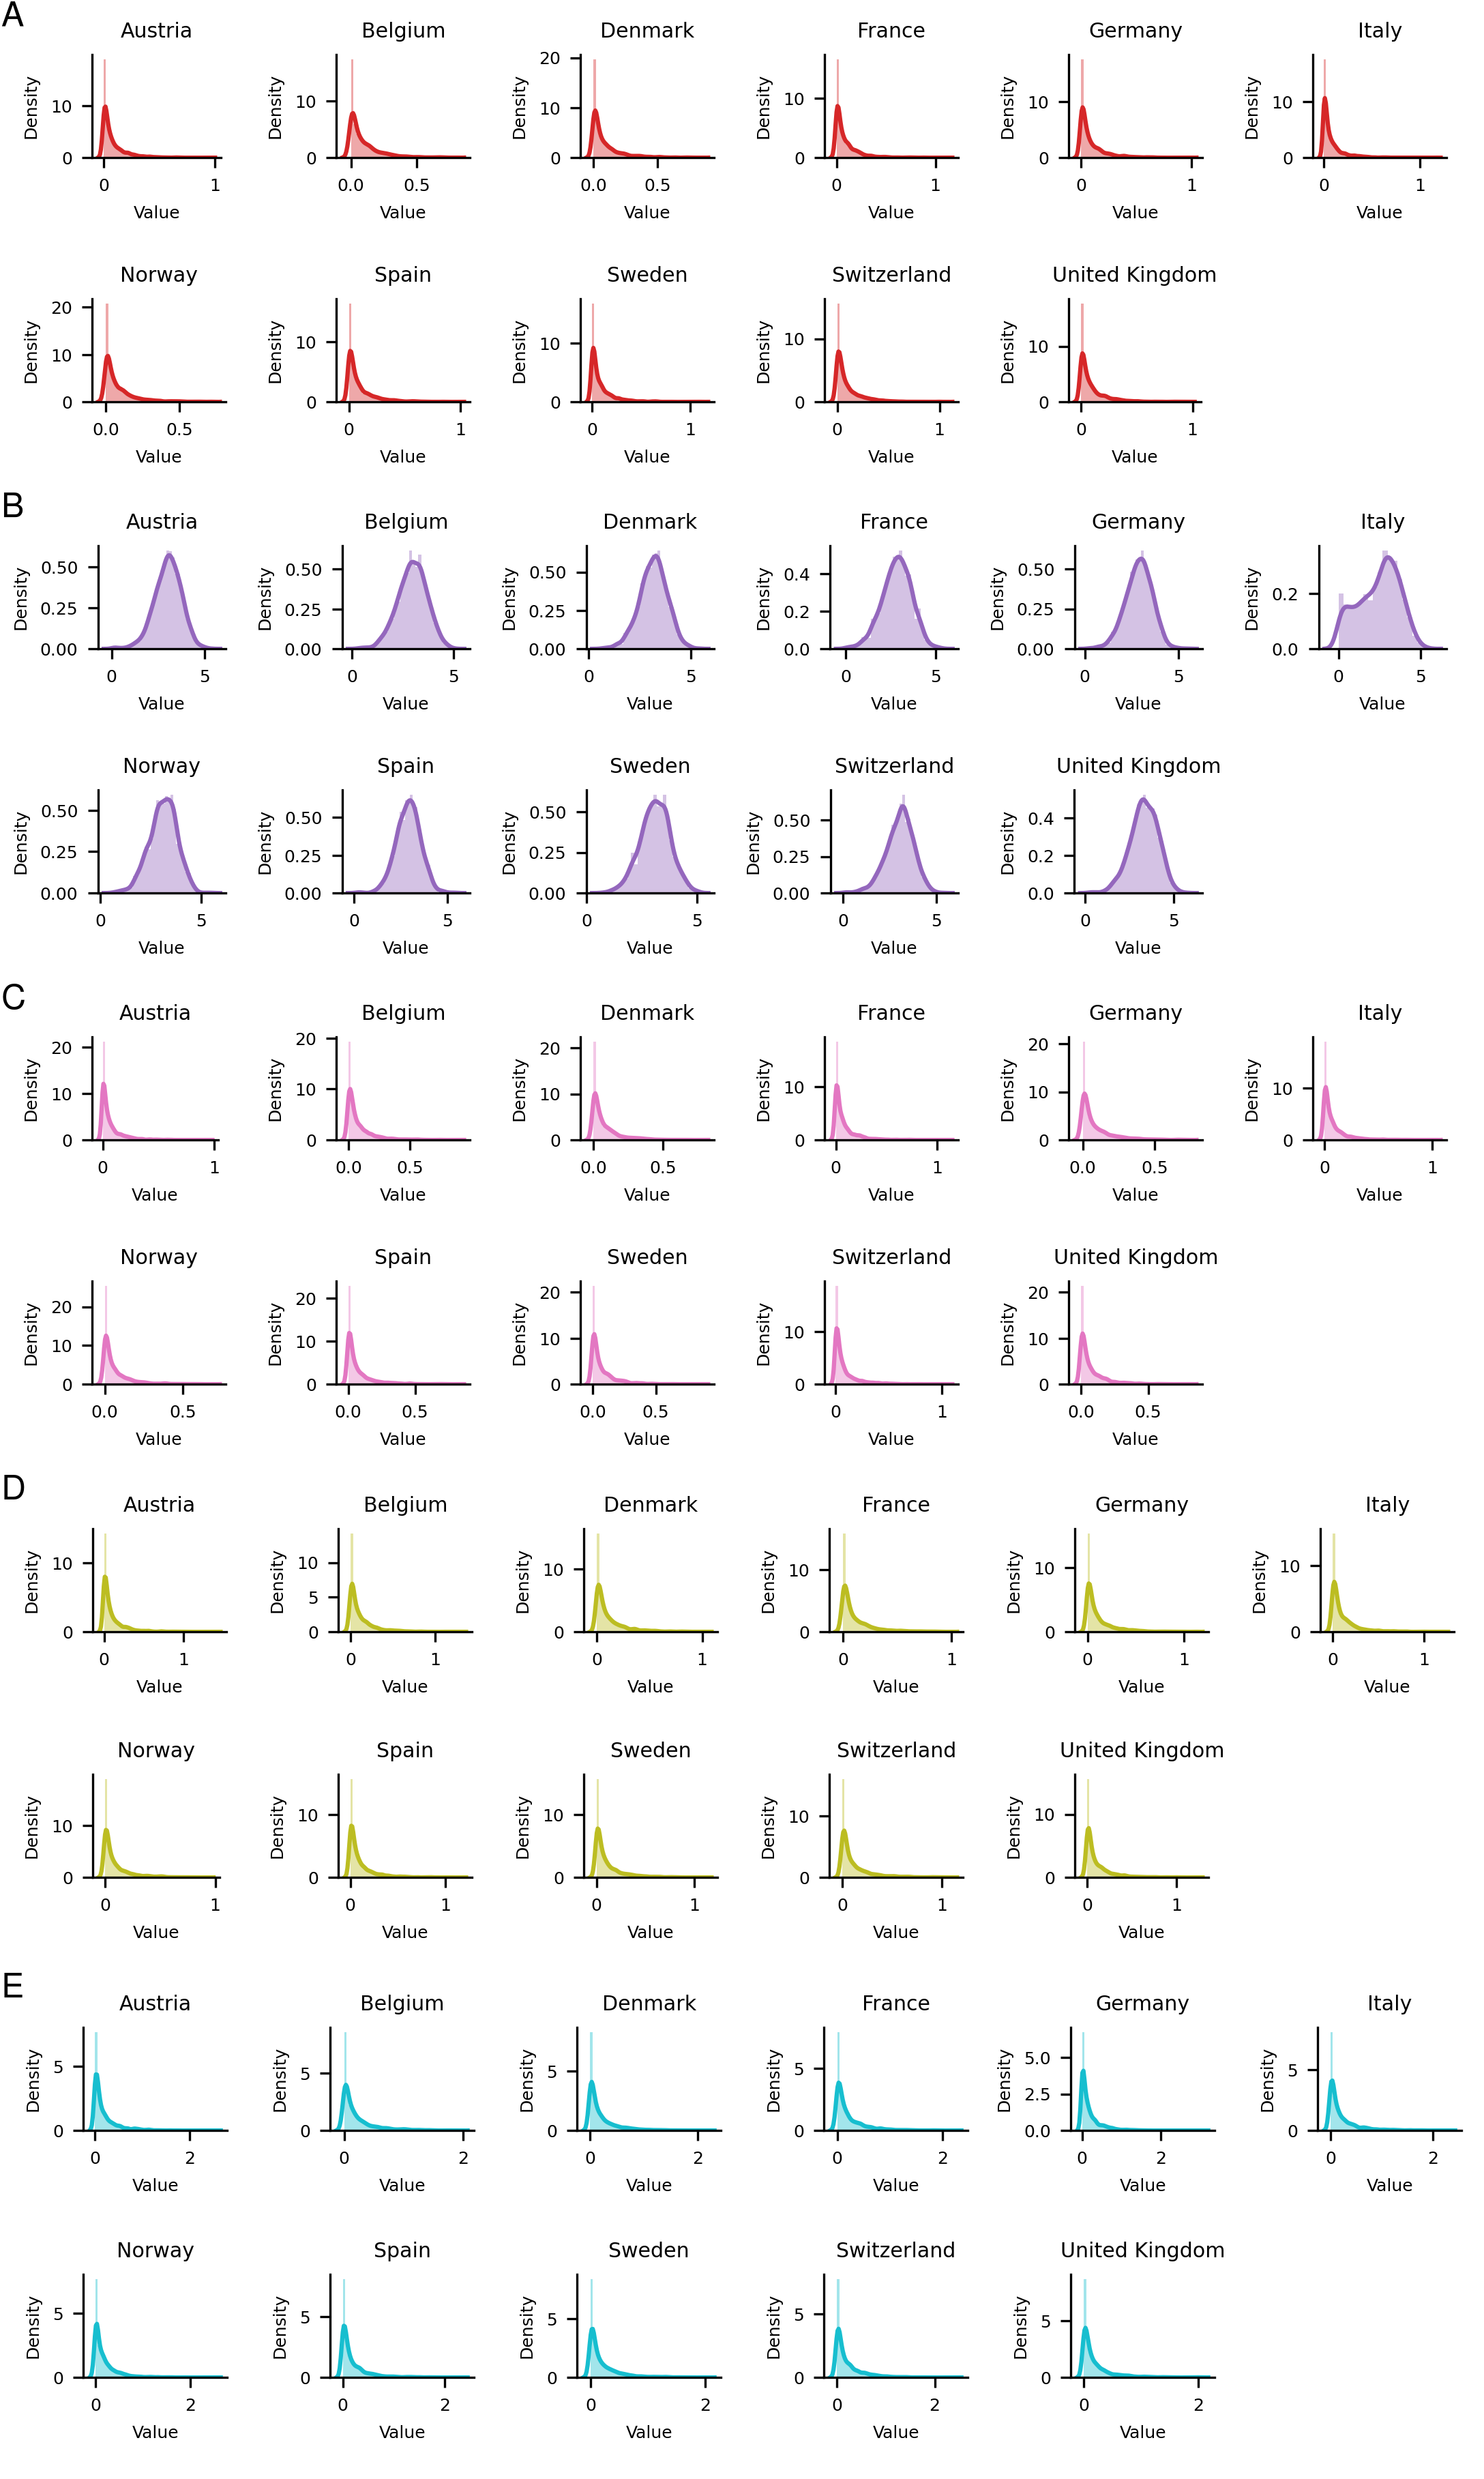 A
Austria Belgium Denmark France Germany Italy
Density 10 0 0 1 Value
Density 10 0 0.0 0.5 Value
Density 20 10 0 0.0 0.5 Value
Density 10 0 0 1 Value
Density 10 0 0 1 Value
Density 10 0 0 1 Value
Norway Spain Sweden Switzerland United Kingdom
Density 20 10 0 0.0 0.5 Value
Density 10 0 0 1 Value
Density 10 0 0 1 Value
Density 10 0 0 1 Value
Density 10 0 0 1 Value
B
Austria Belgium Denmark France Germany Italy
Density 0.50 0.25 0.00 0 5 Value
Density 0.50 0.25 0.00 0 5 Value
Density 0.50 0.25 0.00 0 5 Value
Density 0.4 0.2 0.0 0 5 Value
Density 0.50 0.25 0.00 0 5 Value
Density 0.2 0.0 0 5 Value
Norway Spain Sweden Switzerland United Kingdom
Density 0.50 0.25 0.00 0 5 Value
Density 0.50 0.25 0.00 0 5 Value
Density 0.50 0.25 0.00 0 5 Value
Density 0.50 0.25 0.00 0 5 Value
Density 0.4 0.2 0.0 0 5 Value
C
Austria Belgium Denmark France Germany Italy
Density 20 10 0 0 1 Value
Density 20 10 0 0.0 0.5 Value
Density 20 10 0 0.0 0.5 Value
Density 10 0 0 1 Value
Density 20 10 0 0.0 0.5 Value
Density 10 0 0 1 Value
Norway Spain Sweden Switzerland United Kingdom
Density 20 10 0 0.0 0.5 Value
Density 20 10 0 0.0 0.5 Value
Density 20 10 0 0.0 0.5 Value
Density 10 0 0 1 Value
Density 20 10 0 0.0 0.5 Value
D
Austria Belgium Denmark France Germany Italy
Density 10 0 0 1 Value
Density 10 5 0 0 1 Value
Density 10 0 0 1 Value
Density 10 0 0 1 Value
Density 10 0 0 1 Value
Density 10 0 0 1 Value
Norway Spain Sweden Switzerland United Kingdom
Density 10 0 0 1 Value
Density 10 0 0 1 Value
Density 10 0 0 1 Value
Density 10 0 0 1 Value
Density 10 0 0 1 Value
E
Austria Belgium Denmark France Germany Italy
Density 5 0 0 2 Value
Density 5 0 0 2 Value
Density 5 0 0 2 Value
Density 5 0 0 2 Value
Density 5.0 2.5 0.0 0 2 Value
Density 5 0 0 2 Value
Norway Spain Sweden Switzerland United Kingdom
Density 5 0 0 2 Value
Density 5 0 0 2 Value
Density 5 0 0 2 Value
Density 5 0 0 2 Value
Density 5 0 0 2 Value